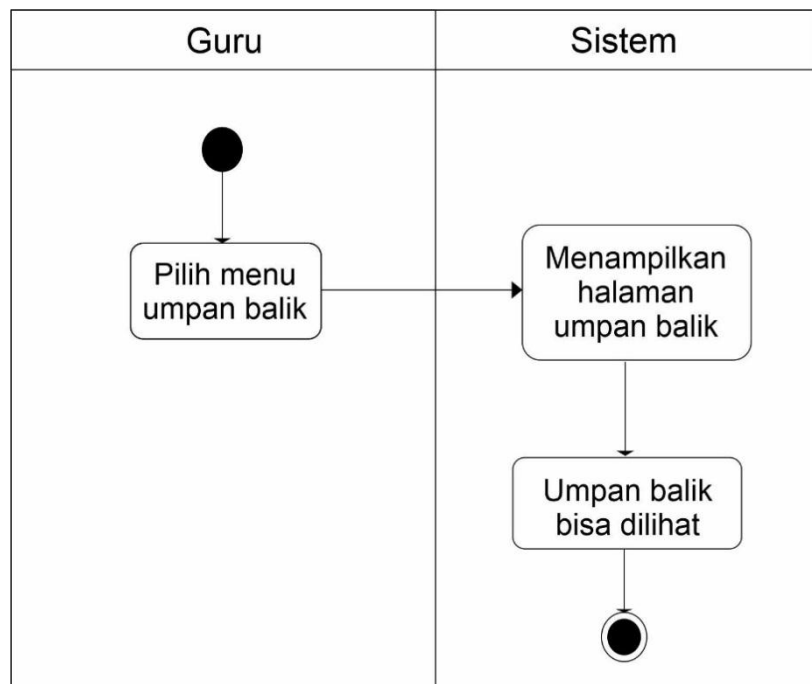 Guru
Sistem
Pilih menu
umpan balik
Menampilkan
halaman
umpan balik
Umpan balik
bisa dilihat